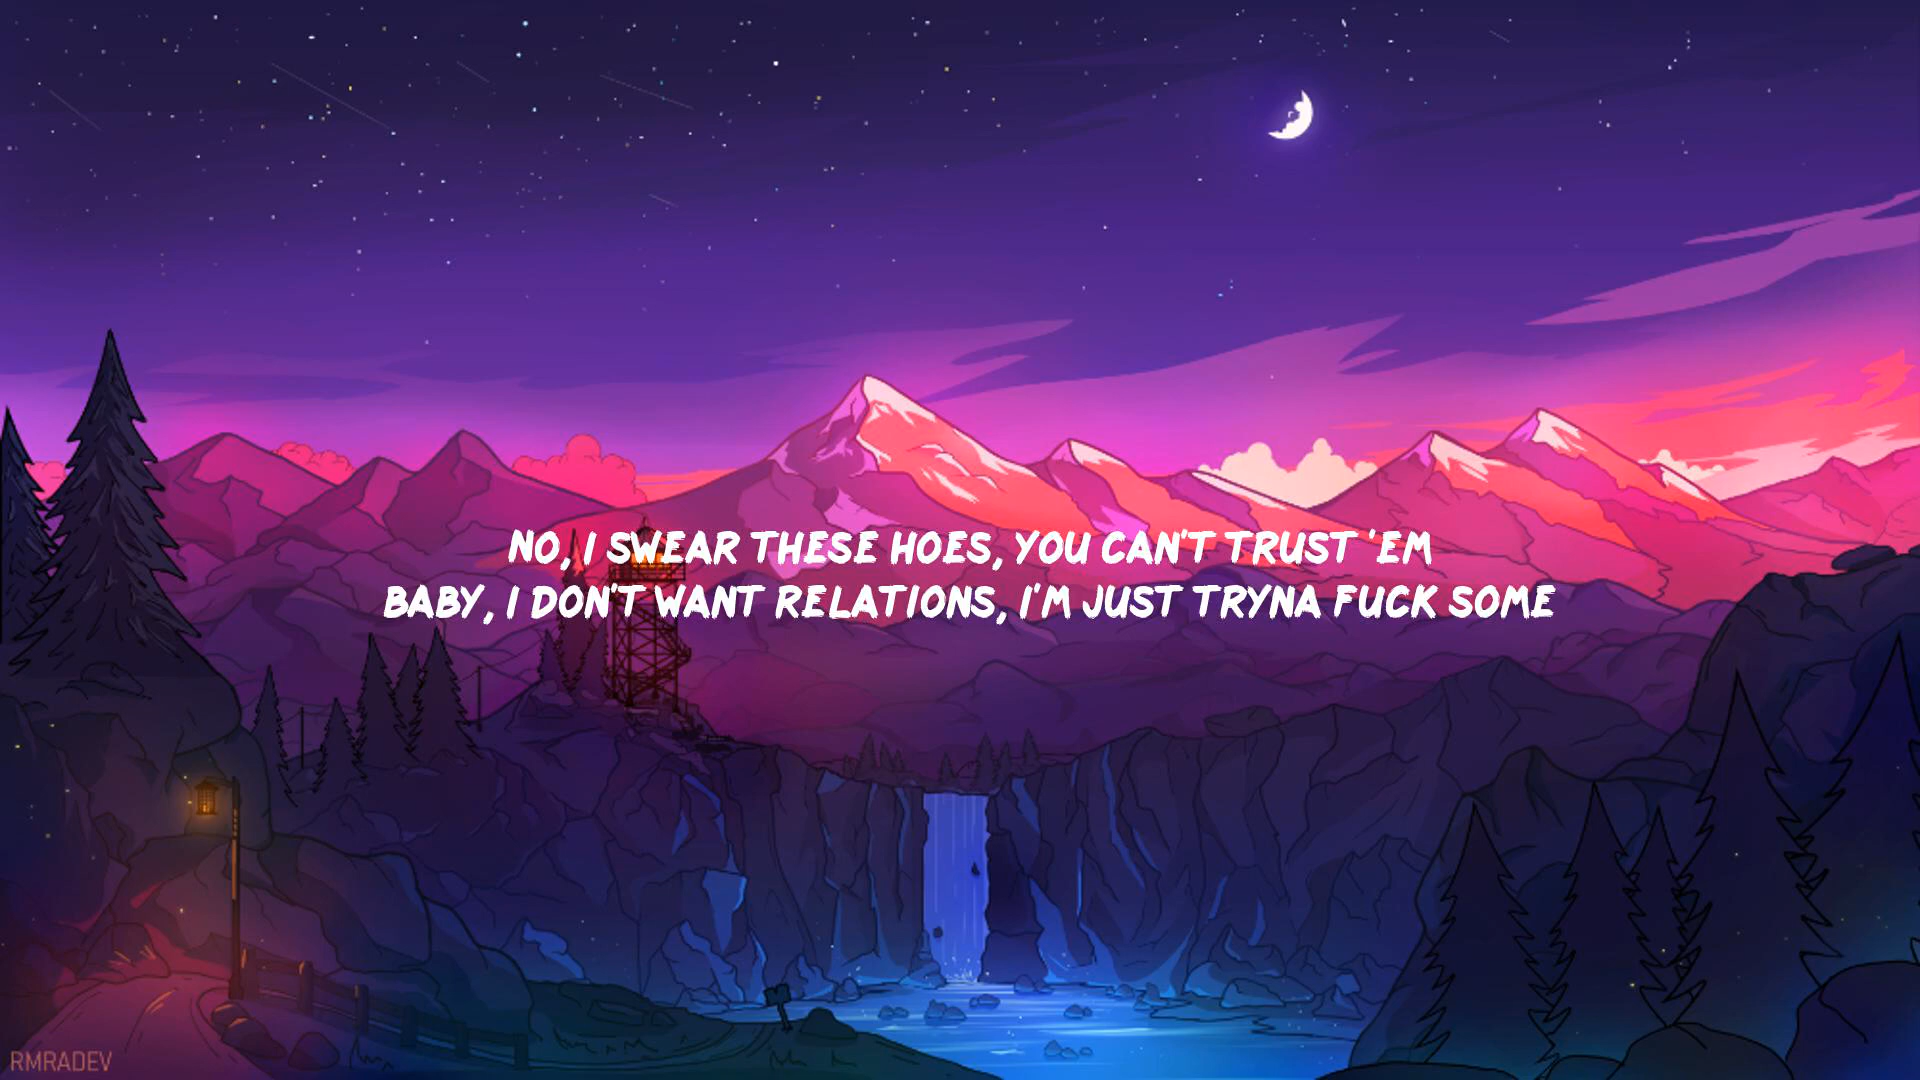 NO, I SWEAR THESE HOES, YOU CAN'T TRUST 'EM
BABY, I DON'T WANT RELATIONS, I'M JUST TRYNA FUCK SOME
RMRADEV